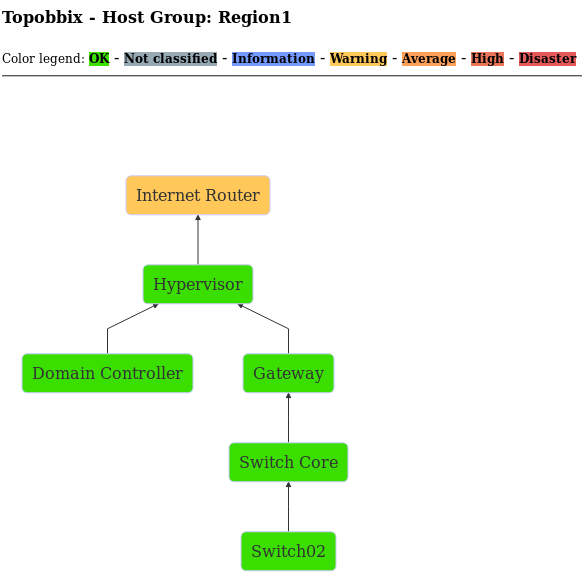 Topobbix - Host Group: Region1
Color legend: OK - Not classified - Information - Warning - Average - High - Disaster
Internet Router
Hypervisor
Domain Controller
Gateway
Switch Core
Switch02